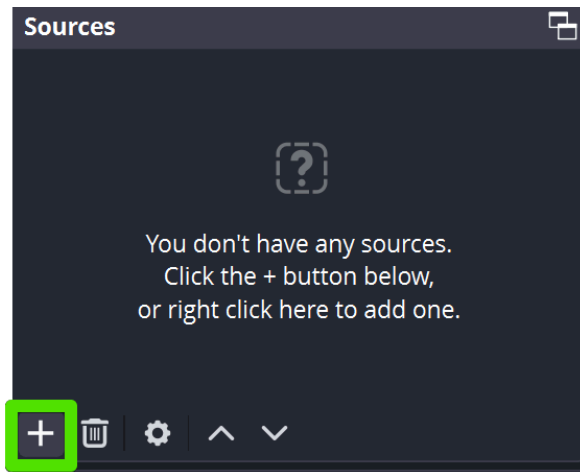 Sources
You don't have any sources.
Click the + button below,
or right click here to add one.